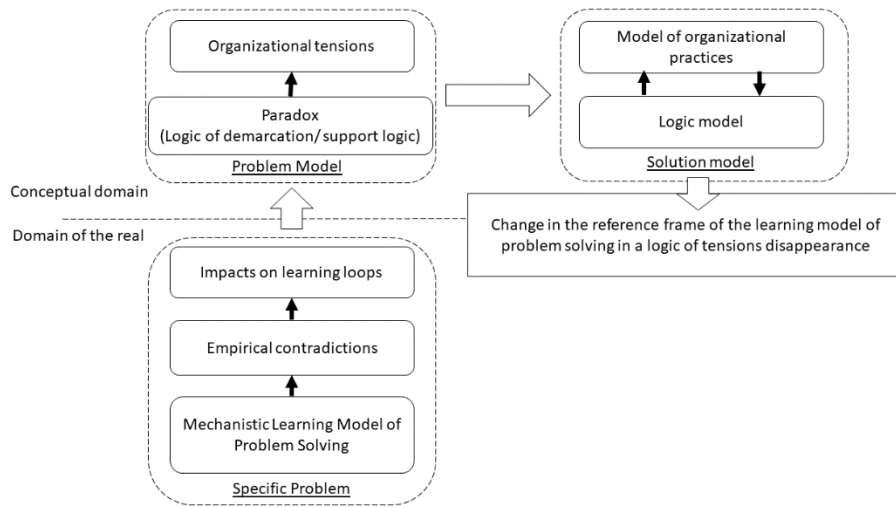 Organizational tensions
Paradox
(Logic of demarcation/ support logic)
Problem Model
Model of organizational
practices
Logic model
Solution model
Conceptual domain
Domain of the real
Change in the reference frame of the learning model of
problem solving in a logic of tensions disappearance
Impacts on learning loops
Empirical contradictions
Mechanistic Learning Model of
Problem Solving
Specific Problem